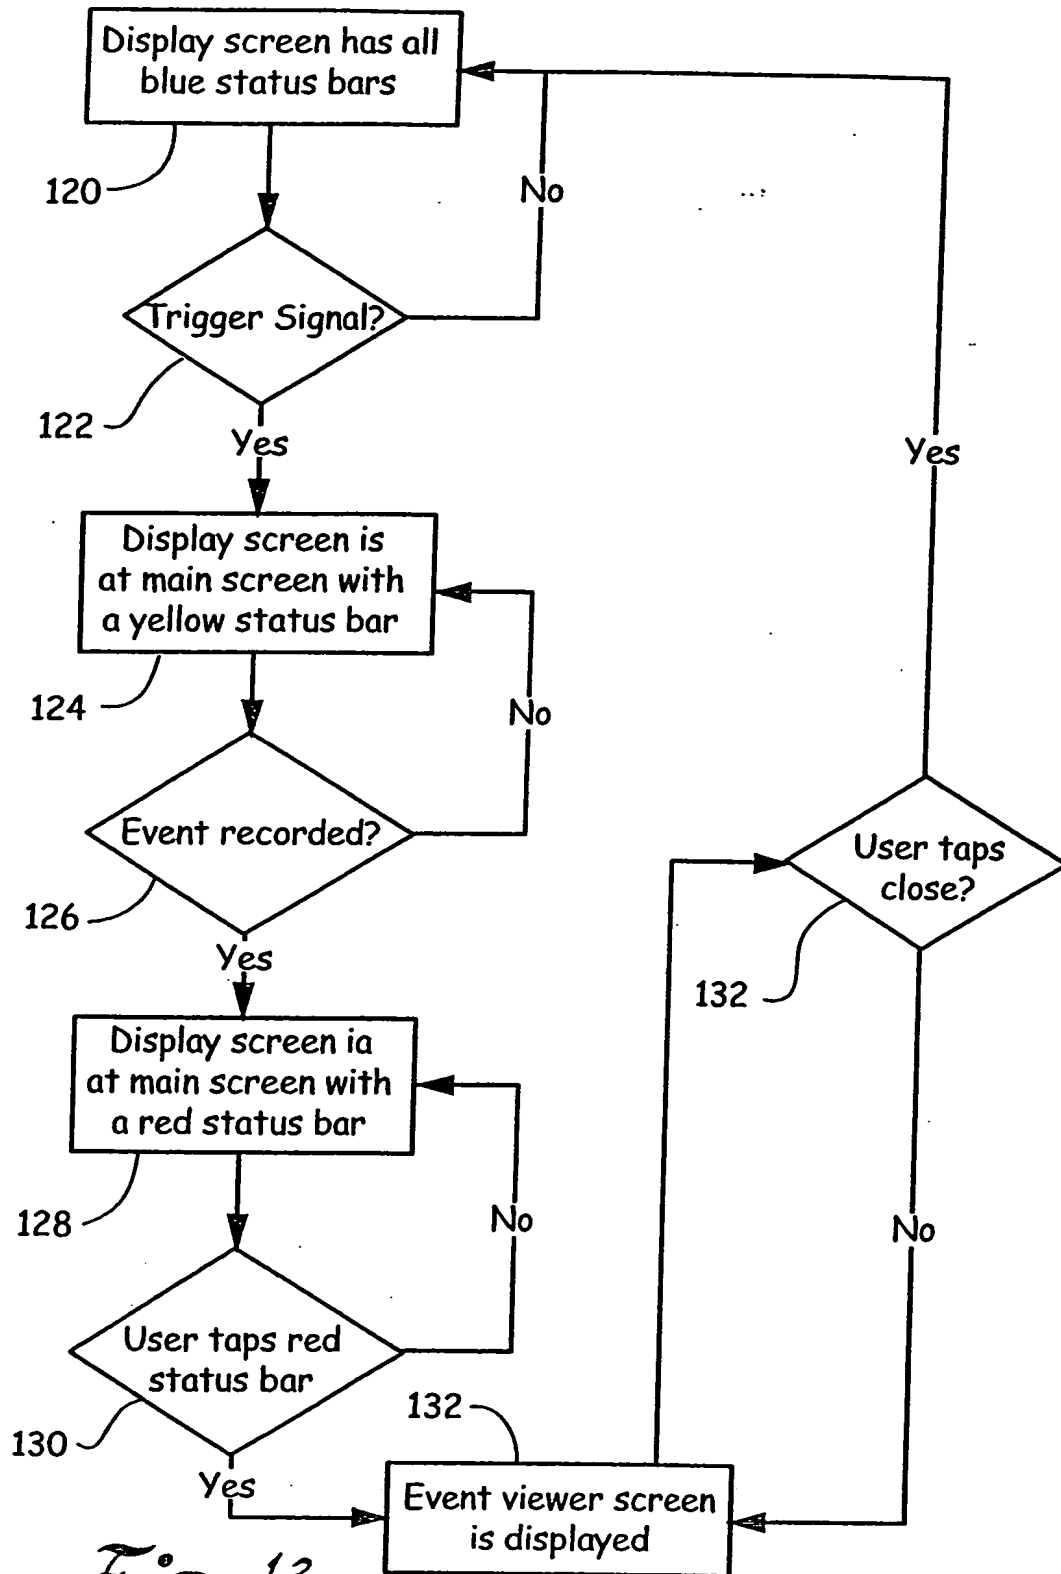 Display screen has all
blue status bars
120
No
Trigger Signal?
122
Yes
Display screen is
at main screen with
a yellow status bar
124
No
Event recorded?
126
Yes
Display screen ia
at main screen with
a red status bar
128
No
User taps red
status bar
130
Yes
132
Event viewer screen
is displayed
User taps
close?
132
Yes
No